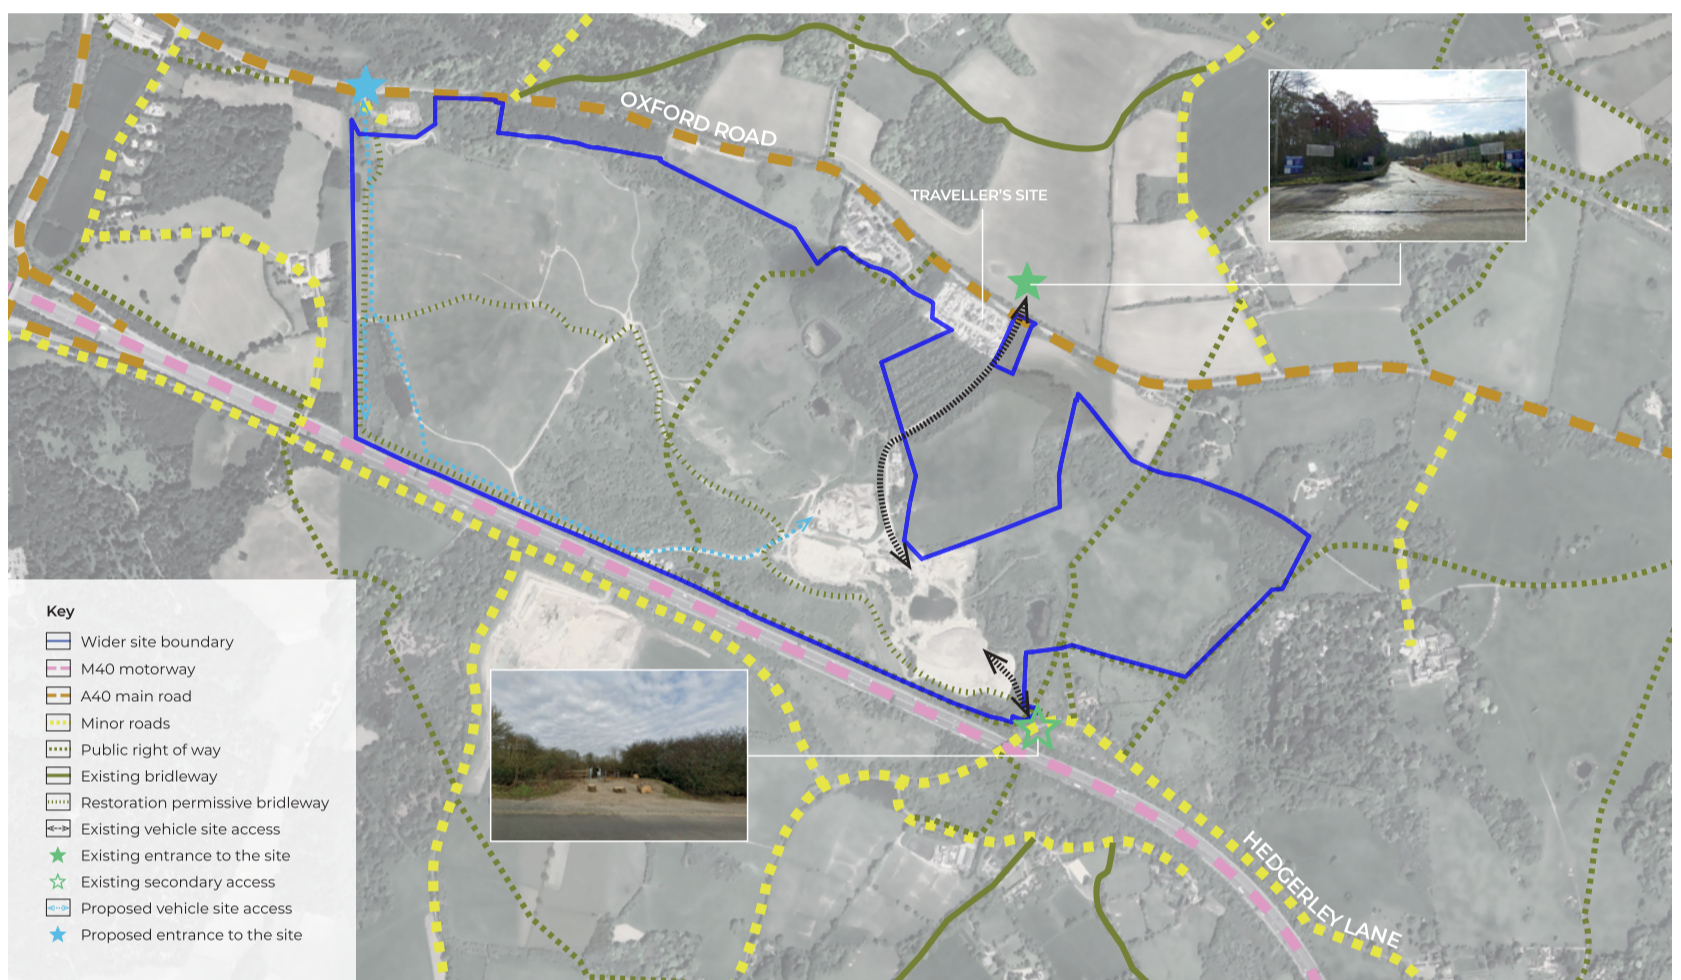 OXFORD ROAD
TRAVELLER'S SITE
HEDGERLEY LANE
Key
Wider site boundary
M40 motorway
A40 main road
Minor roads
Public right of way
Existing bridleway
Restoration permissive bridleway
Existing vehicle site access
Existing entrance to the site
Existing secondary access
Proposed vehicle site access
Proposed entrance to the site